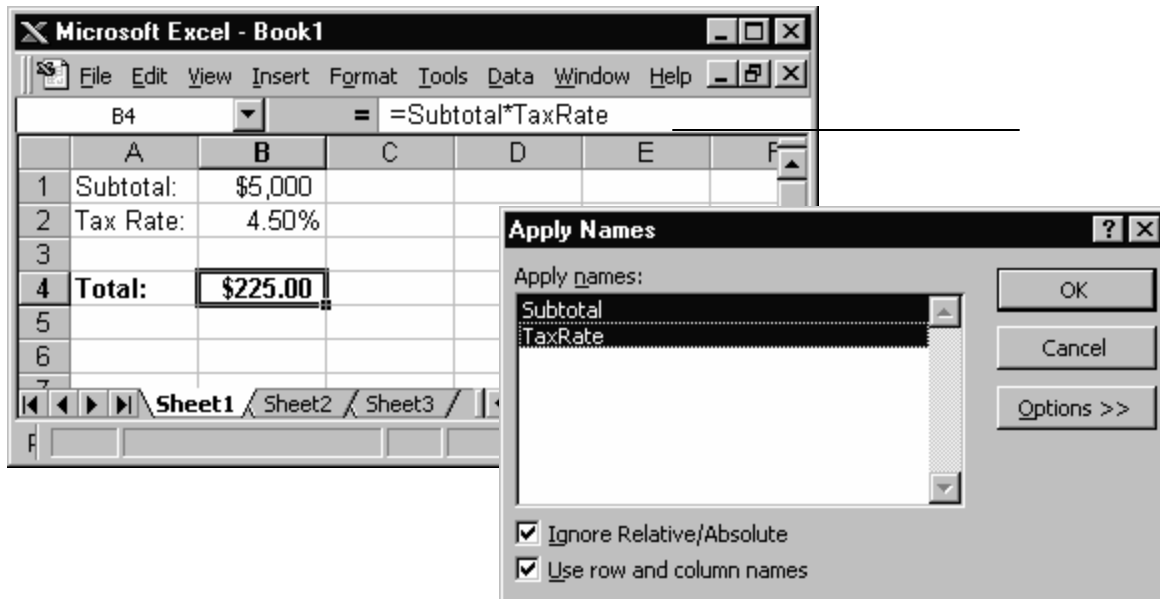 Microsoft Excel - Book1
File Edit View Insert Format Tools Data Window Help
B4 = =Subtotal*TaxRate
A B C D E F
1 Subtotal: $5,000
2 Tax Rate: 4.50%
3
4 Total: $225.00
5
6
7
Sheet1 Sheet2 Sheet3
Apply Names
Apply names:
Subtotal
TaxRate
OK
Cancel
Options >>
Ignore Relative/Absolute
Use row and column names